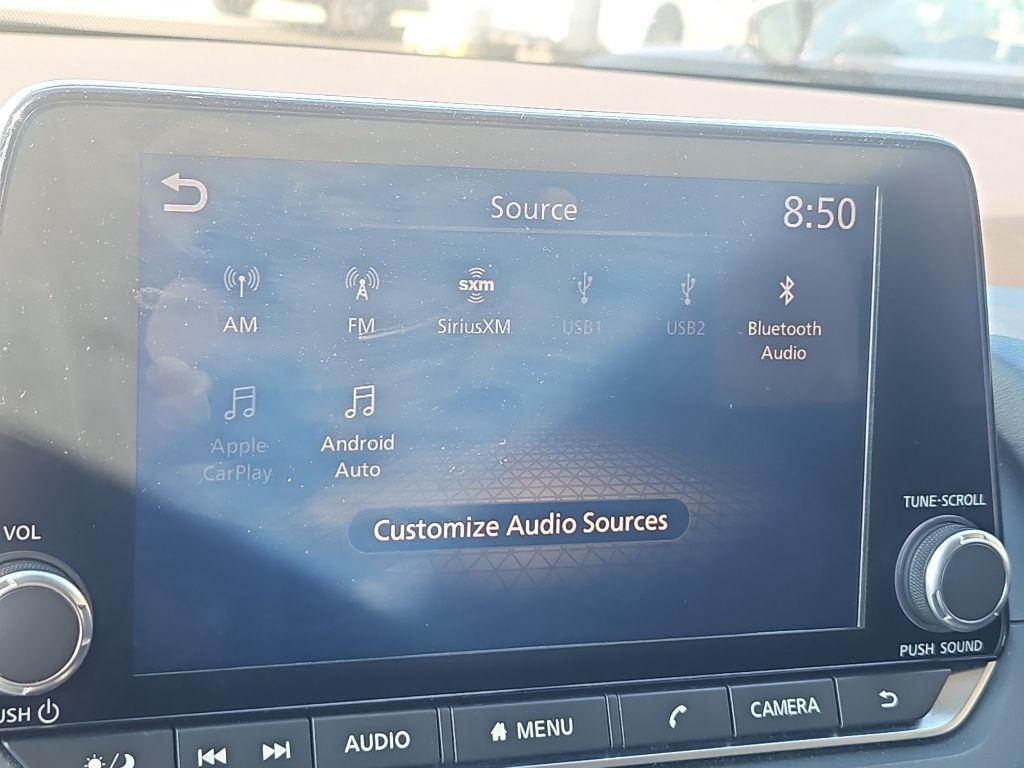 Source
8:50
sxm
AM
FM
SiriusXM
USB1
USB2
Bluetooth
Audio
Apple
CarPlay
Android
Auto
Customize Audio Sources
VOL
TUNE·SCROLL
PUSH SOUND
USH
AUDIO
MENU
CAMERA